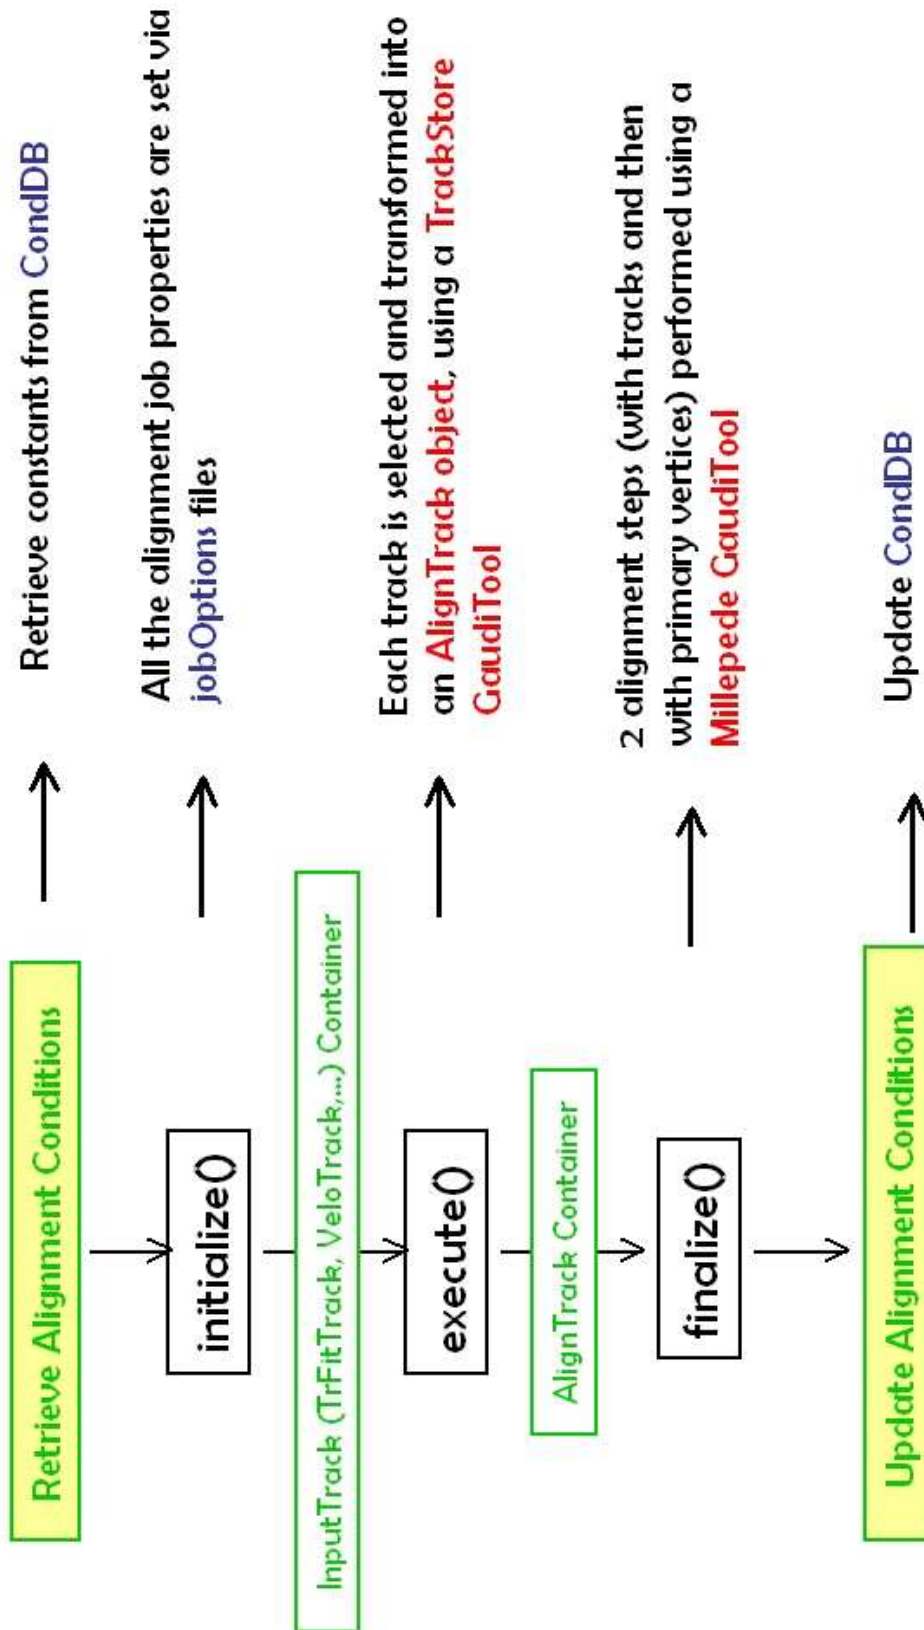 Retrieve Alignment Conditions
Retrieve constants from CondDB
initialize()
All the alignment job properties are set via
jobOptions files
InputTrack (TrFitTrack, VeloTrack,...) Container
execute()
Each track is selected and transformed into
an AlignTrack object, using a TrackStore
GaudiTool
AlignTrack Container
finalize()
2 alignment steps (with tracks and then
with primary vertices) performed using a
Millepede GaudiTool
Update Alignment Conditions
Update CondDB